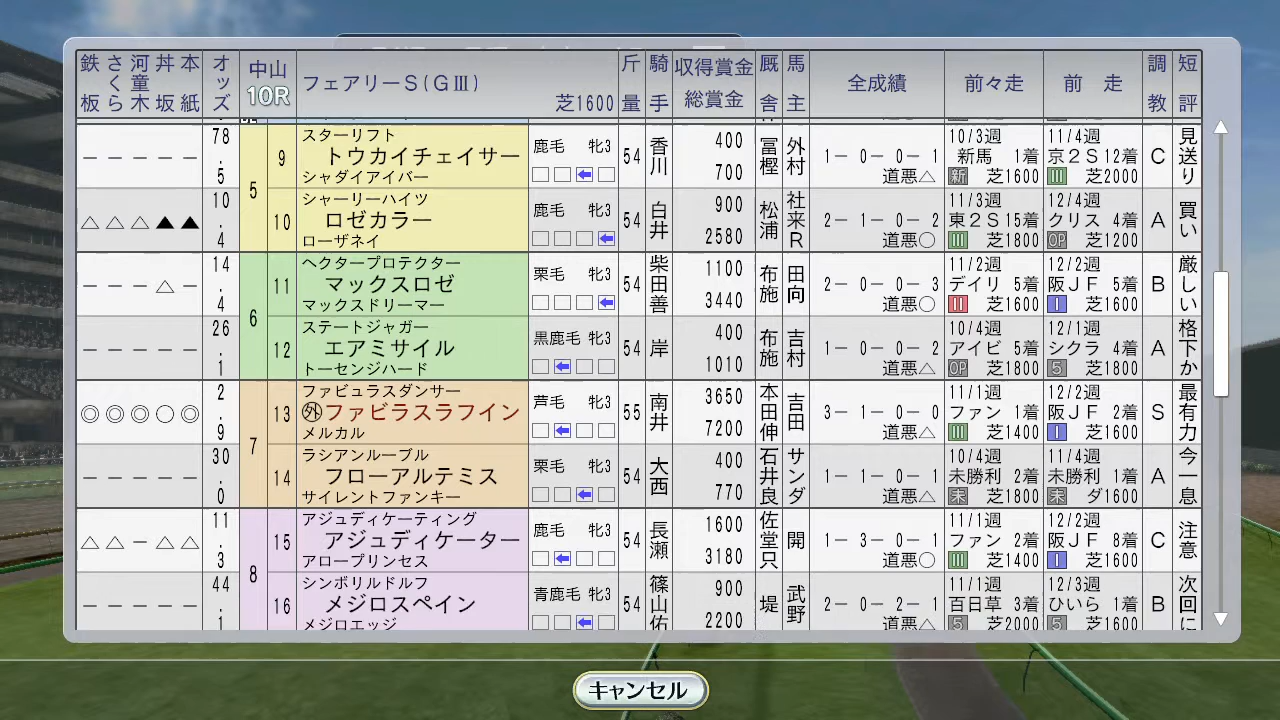 鉄板 さくら 河童木 丼坂 本紙 オッズ 中山 10R フェアリーS(GⅢ) 芝1600 斤量 騎手 収得賞金 総賞金 厩舎 馬主 全成績 前々走 前走 調教 短評
－ － － － － 78.5 5 9 スターリフト
トウカイチェイサー
シャダイアイバー
鹿毛 牝3 54 香川 400 700 冨樫 外村 1－ 0－ 0－ 1 道悪△
10/3週 新馬 1着 新 芝1600
11/4週 京2S 12着 Ⅲ 芝2000 C 見送り
△ △ △ ▲ ▲ 10.4 10 シャーリーハイツ
ロゼカラー
ローザネイ
鹿毛 牝3 54 白井 900 2580 松浦 社来R 2－ 1－ 0－ 2 道悪○
11/3週 東2S 15着 Ⅲ 芝1800
12/4週 クリス 4着 OP 芝1200 A 買い
－ － － △ － 14.4 6 11 ヘクタープロテクター
マックスロゼ
マックスドリーマー
栗毛 牝3 54 柴田善 1100 3440 布施 田向 2－ 0－ 0－ 3 道悪○
11/2週 デイリ 5着 Ⅱ 芝1600
12/2週 阪JF 5着 Ⅰ 芝1600 B 厳しい
－ － － － － 26.1 12 ステートジャガー
エアミサイル
トーセンジハード
黒鹿毛 牝3 54 岸 400 1010 布施 吉村 1－ 0－ 0－ 2 道悪△
10/4週 アイビ 5着 OP 芝1800
12/1週 シクラ 4着 5 芝1800 A 格下か
◎ ◎ ◎ ○ ◎ 2.9 7 13 ファビュラスダンサー
外ファビラスラフイン
メルカル
芦毛 牝3 55 南井 3650 7200 本田伸 吉田 3－ 1－ 0－ 0 道悪△
11/1週 ファン 1着 Ⅲ 芝1400
12/2週 阪JF 2着 Ⅰ 芝1600 S 最有力
－ － － － － 30.0 14 ラシアンルーブル
フローアルテミス
サイレントファンキー
栗毛 牝3 54 大西 400 770 石井良 サンダ 1－ 1－ 0－ 1 道悪△
10/4週 未勝利 2着 未 芝1800
11/4週 未勝利 1着 未 ダ1600 A 今一息
△ △ － △ △ 11.3 8 15 アジュディケーティング
アジュディケーター
アロープリンセス
鹿毛 牝3 54 長瀬 1600 3180 佐堂只 開 1－ 3－ 0－ 1 道悪○
11/1週 ファン 2着 Ⅲ 芝1400
12/2週 阪JF 8着 Ⅰ 芝1600 C 注意
－ － － － － 44.1 16 シンボリルドルフ
メジロスペイン
メジロエッジ
青鹿毛 牝3 54 篠山佑 900 2200 堤 武野 2－ 0－ 2－ 1 道悪△
11/1週 百日草 3着 5 芝2000
12/3週 ひいら 1着 5 芝1600 B 次回に
キャンセル